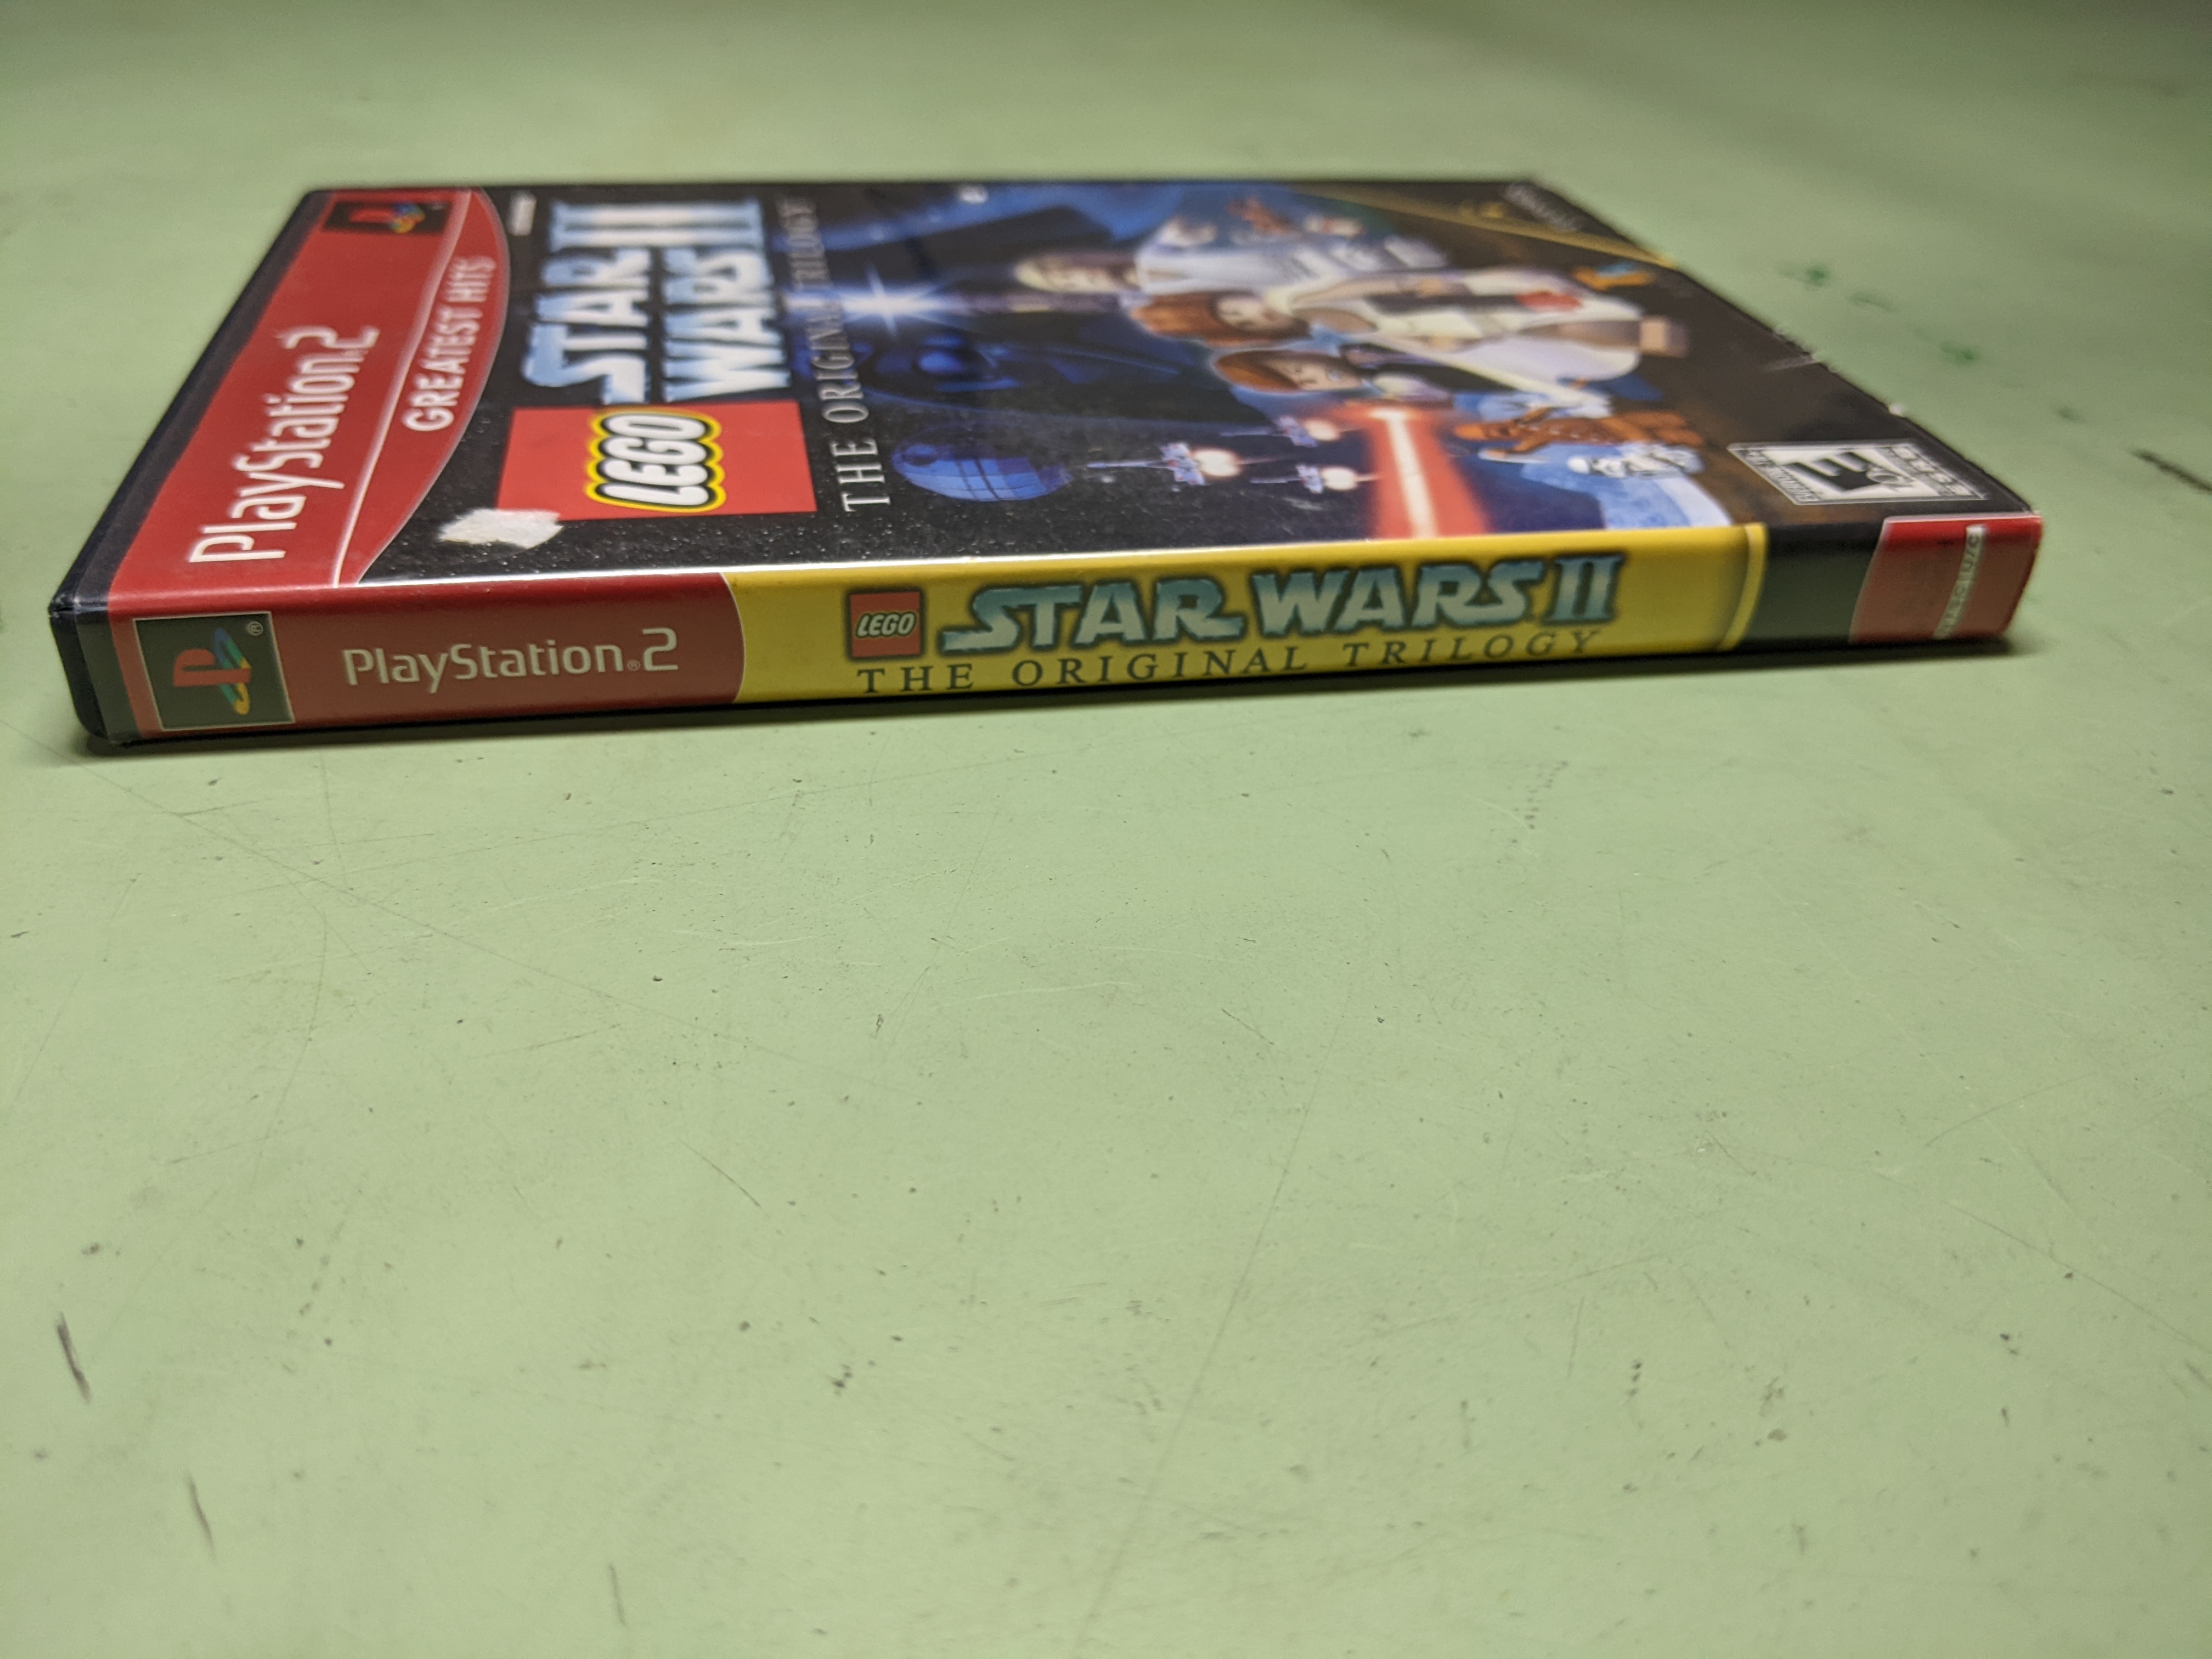 PlayStation®2
GREATEST HITS
LEGO
STAR WARS II
THE ORIGINAL TRILOGY
E
®
PlayStation®2
LEGO
STAR WARS II
THE ORIGINAL TRILOGY